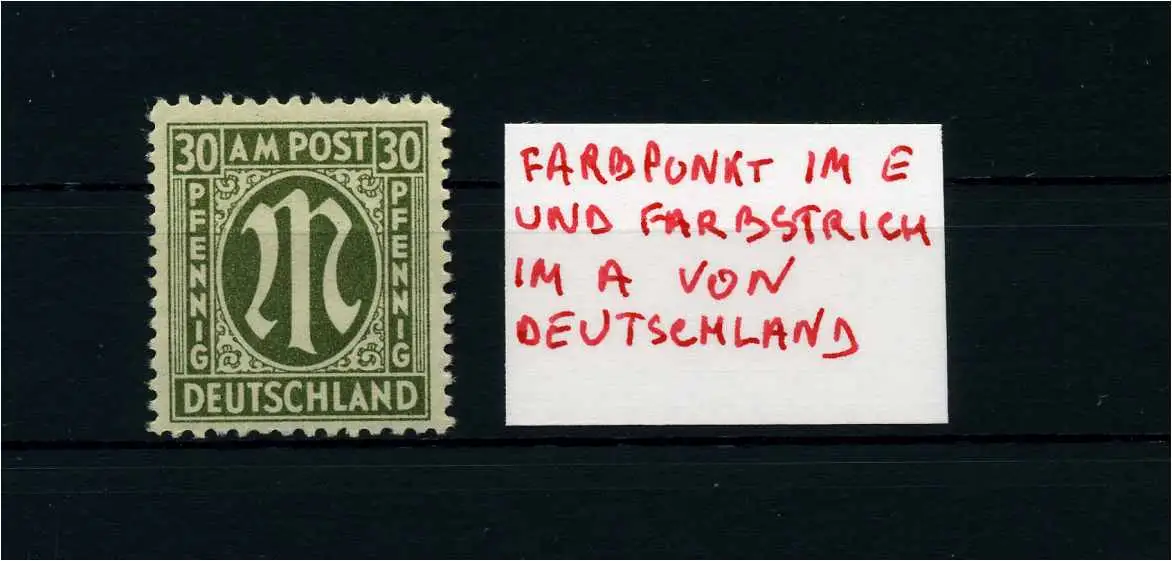 30 AM POST 30
PFENNIG
M
PFENNIG
DEUTSCHLAND
FARBPUNKT IM E
UND FARBSTRICH
IM A VON
DEUTSCHLAND